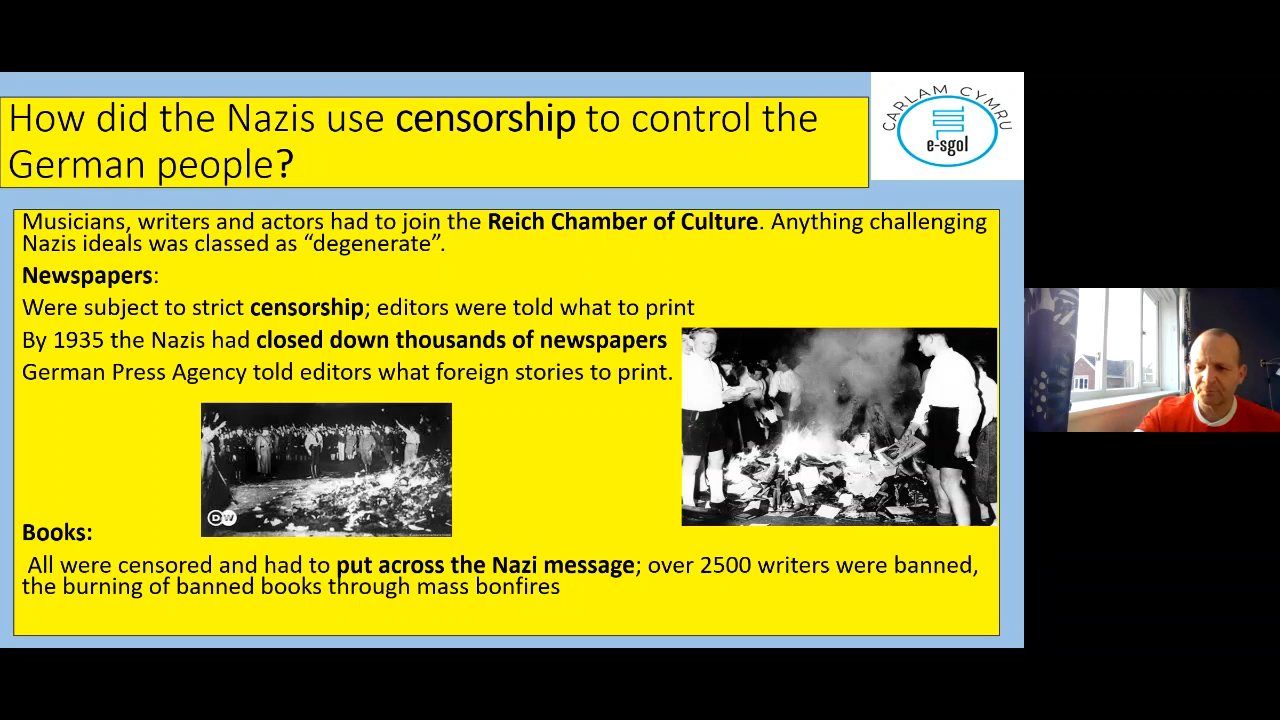 How did the Nazis use censorship to control the
German people?
CARLAM CYMRU
e-sgol
Musicians, writers and actors had to join the Reich Chamber of Culture. Anything challenging
Nazis ideals was classed as “degenerate”.
Newspapers:
Were subject to strict censorship; editors were told what to print
By 1935 the Nazis had closed down thousands of newspapers
German Press Agency told editors what foreign stories to print.
DW
Books:
All were censored and had to put across the Nazi message; over 2500 writers were banned,
the burning of banned books through mass bonfires